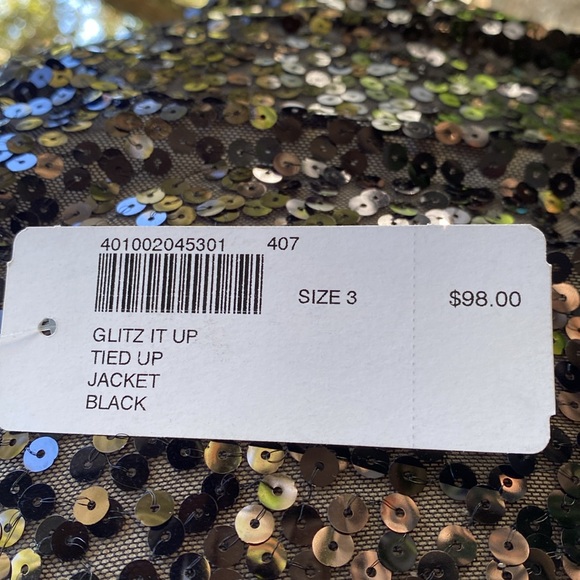 401002045301 407
SIZE 3 $98.00
GLITZ IT UP
TIED UP
JACKET
BLACK